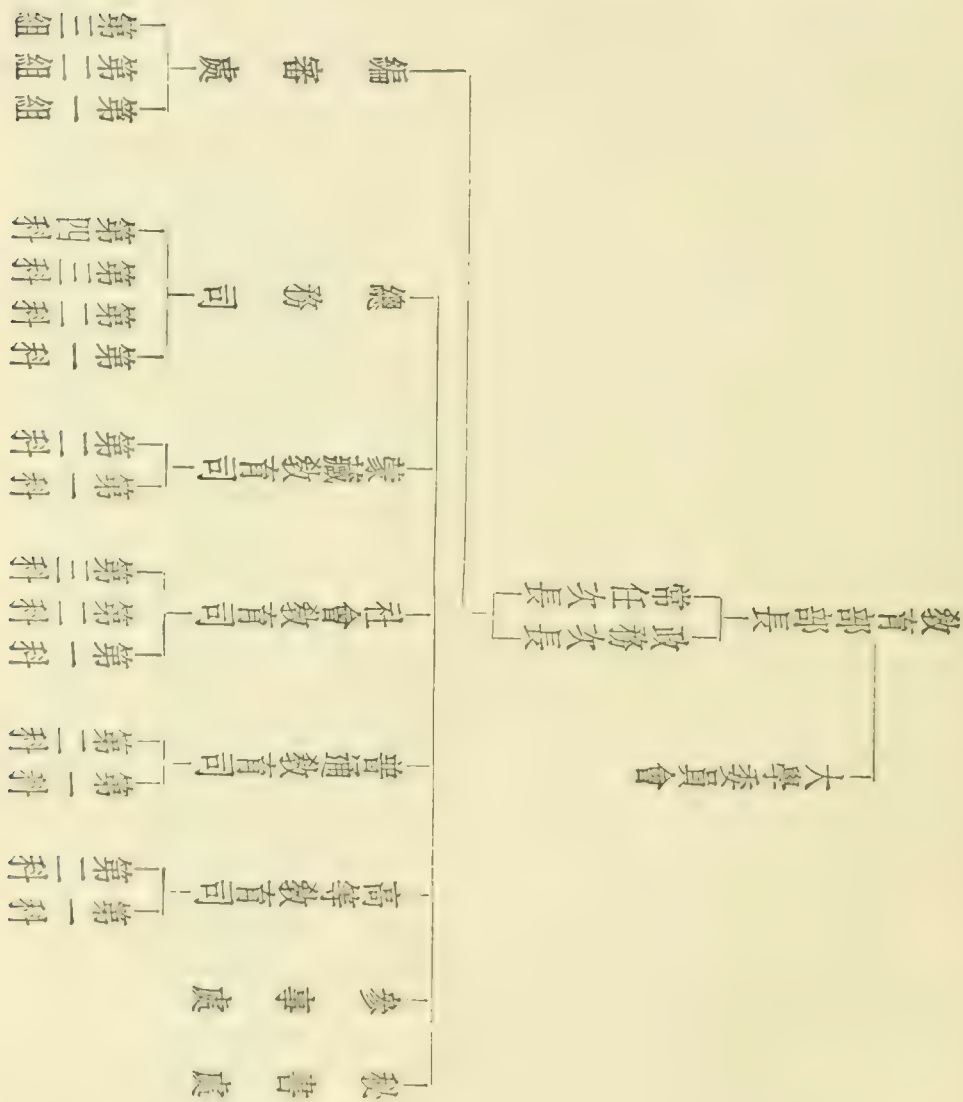 教育部部長
大學委員會
政務次長
常任次長
秘書處
參事處
高等教育司
第一科
第二科
普通教育司
第一科
第二科
社會教育司
第一科
第二科
第三科
蒙藏教育司
第一科
第二科
總務司
第一科
第二科
第三科
第四科
編審處
第一組
第二組
第三組